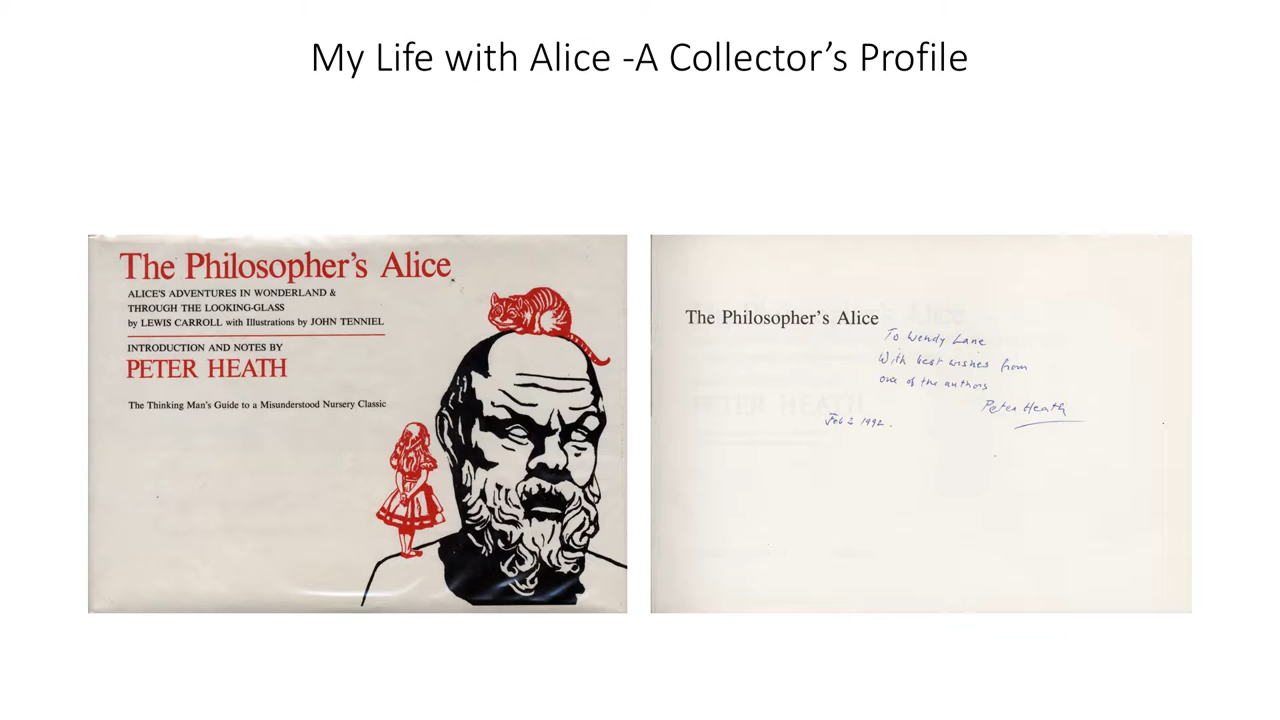 My Life with Alice -A Collector’s Profile
The Philosopher's Alice
ALICE'S ADVENTURES IN WONDERLAND &
THROUGH THE LOOKING-GLASS
by LEWIS CARROLL with Illustrations by JOHN TENNIEL
INTRODUCTION AND NOTES BY
PETER HEATH
The Thinking Man's Guide to a Misunderstood Nursery Classic
The Philosopher's Alice
To Wendy Lane
With best wishes from
one of the authors
Peter Heath
Feb 2 1992.